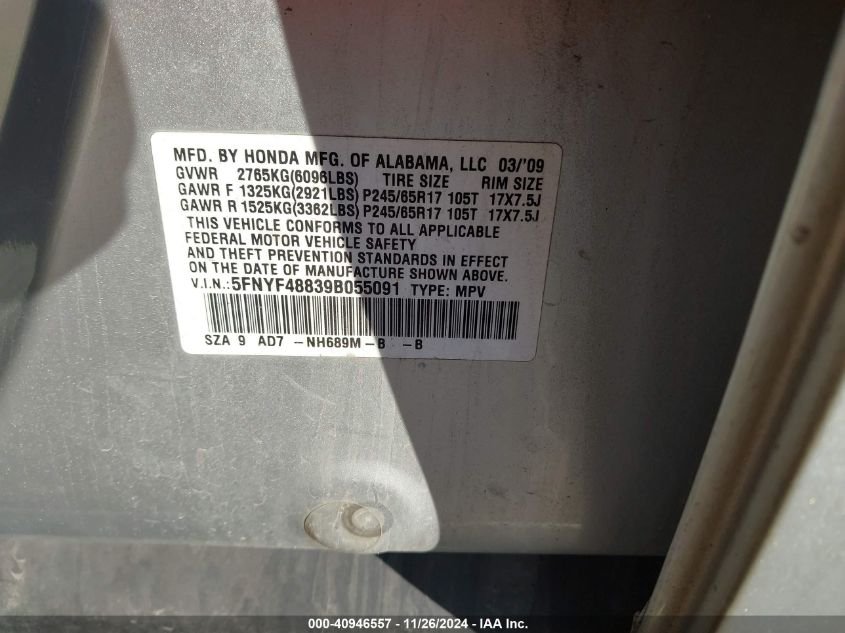 MFD. BY HONDA MFG. OF ALABAMA, LLC 03/'09
GVWR 2765KG(6096LBS) TIRE SIZE RIM SIZE
GAWR F 1325KG(2921LBS) P245/65R17 105T 17X7.5J
GAWR R 1525KG(3362LBS) P245/65R17 105T 17X7.5J
THIS VEHICLE CONFORMS TO ALL APPLICABLE
FEDERAL MOTOR VEHICLE SAFETY
AND THEFT PREVENTION STANDARDS IN EFFECT
ON THE DATE OF MANUFACTURE SHOWN ABOVE.
V.I.N.:5FNYF48839B055091 TYPE: MPV
SZA 9 AD7 -NH689M -B -B
000-40946557 - 11/26/2024 - IAA Inc.